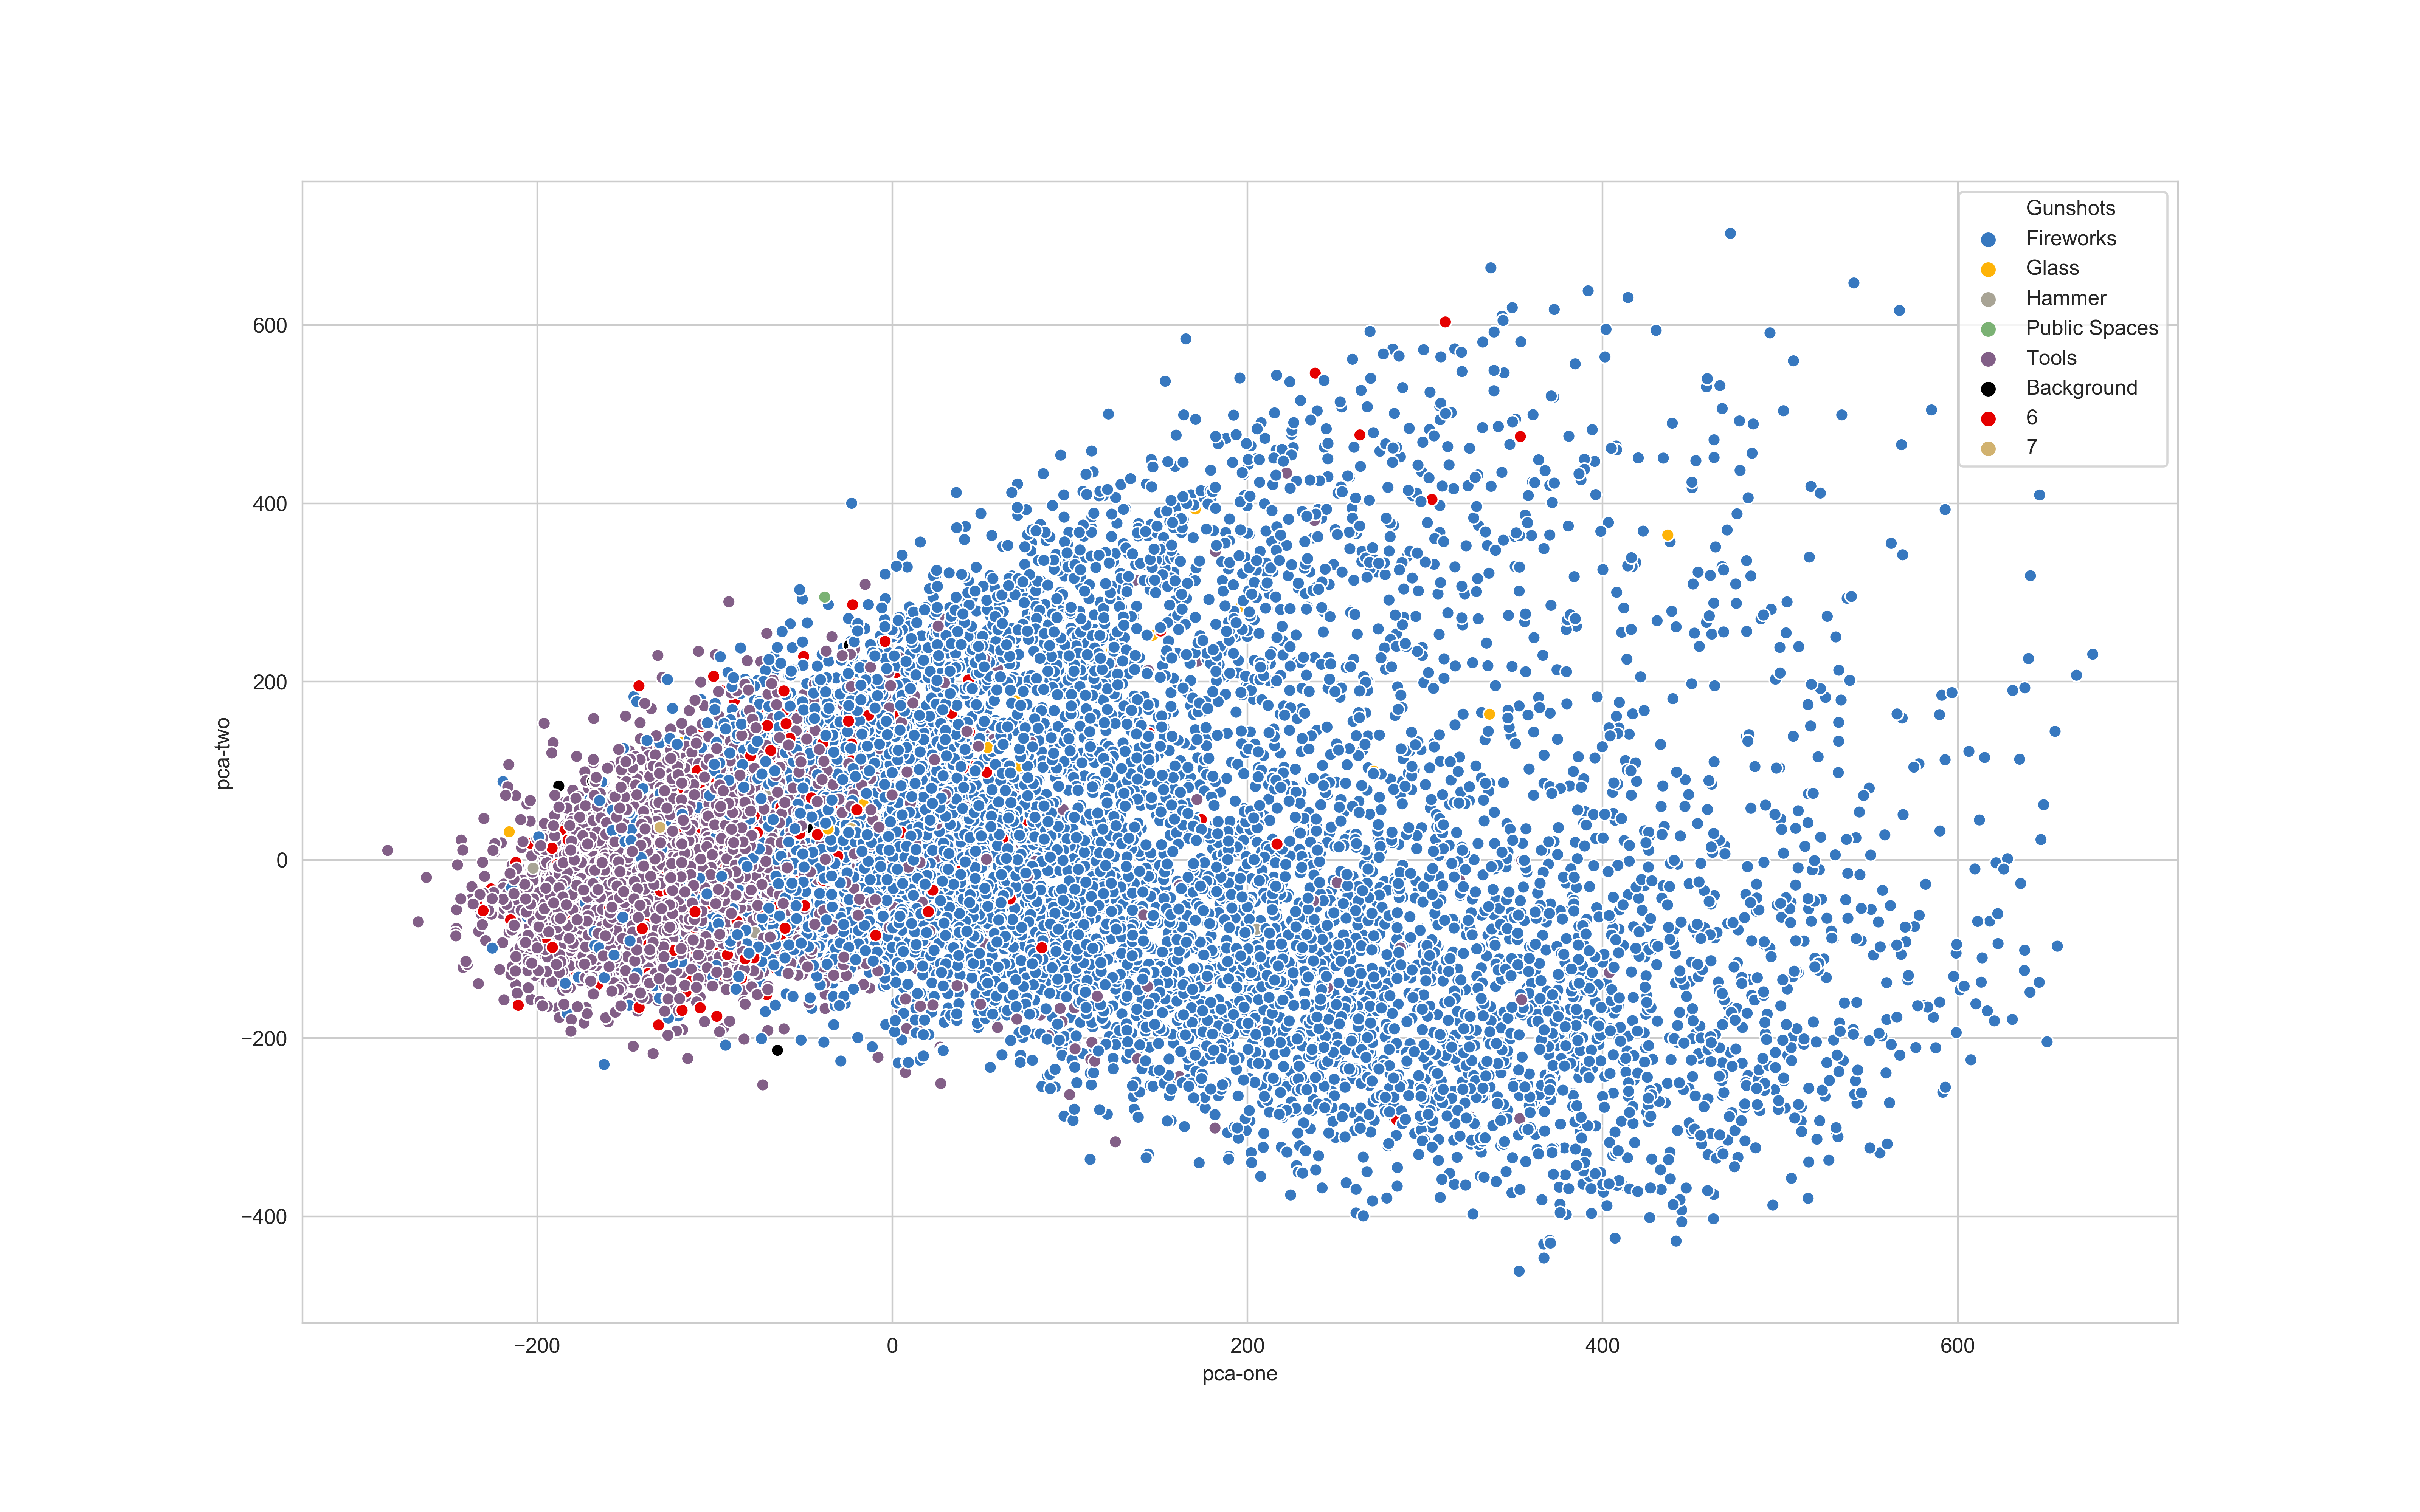 Gunshots
Fireworks
Glass
Hammer
Public Spaces
Tools
Background
6
7
600
400
200
0
−200
−400
pca-two
−200 0 200 400 600
pca-one